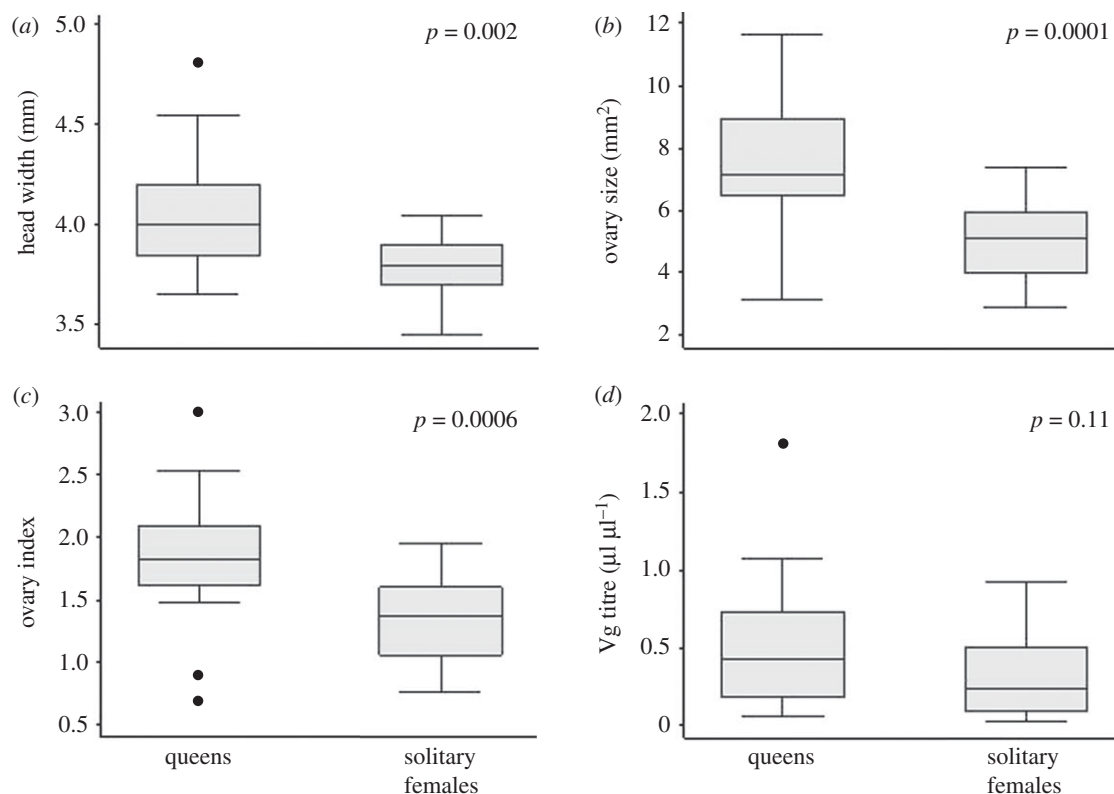 (a)
p = 0.002
head width (mm)
5.0
4.5
4.0
3.5
(b)
p = 0.0001
ovary size (mm²)
12
10
8
6
4
2
(c)
p = 0.0006
ovary index
3.0
2.5
2.0
1.5
1.0
0.5
queens
solitary
females
(d)
p = 0.11
Vg titre (µl µl⁻¹)
2.0
1.5
1.0
0.5
0
queens
solitary
females